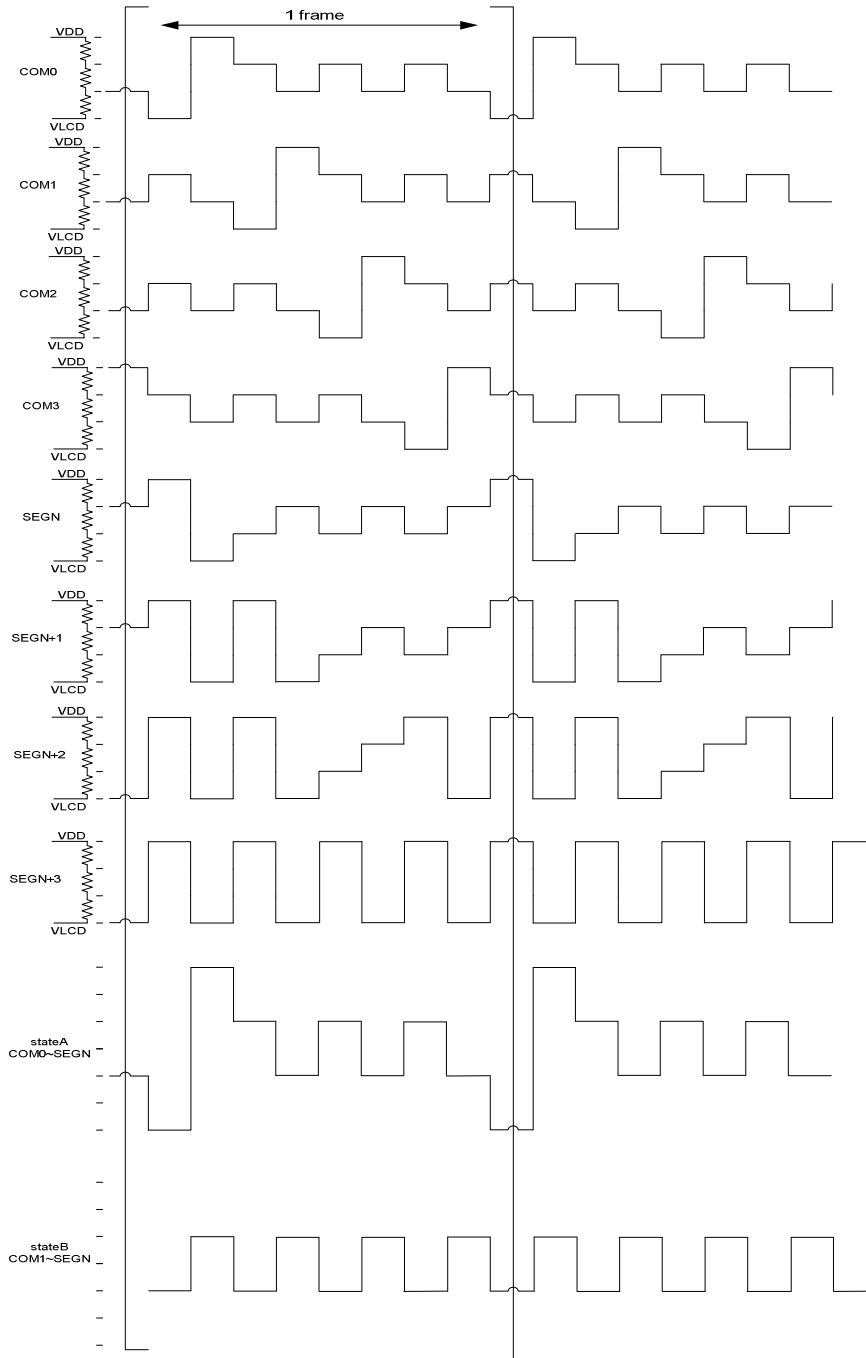 1 frame
VDD
COM0
VLCD
VDD
COM1
VLCD
VDD
COM2
VLCD
VDD
COM3
VLCD
VDD
SEGN
VLCD
VDD
SEGN+1
VLCD
VDD
SEGN+2
VLCD
VDD
SEGN+3
VLCD
stateA
COM0~SEGN
stateB
COM1~SEGN